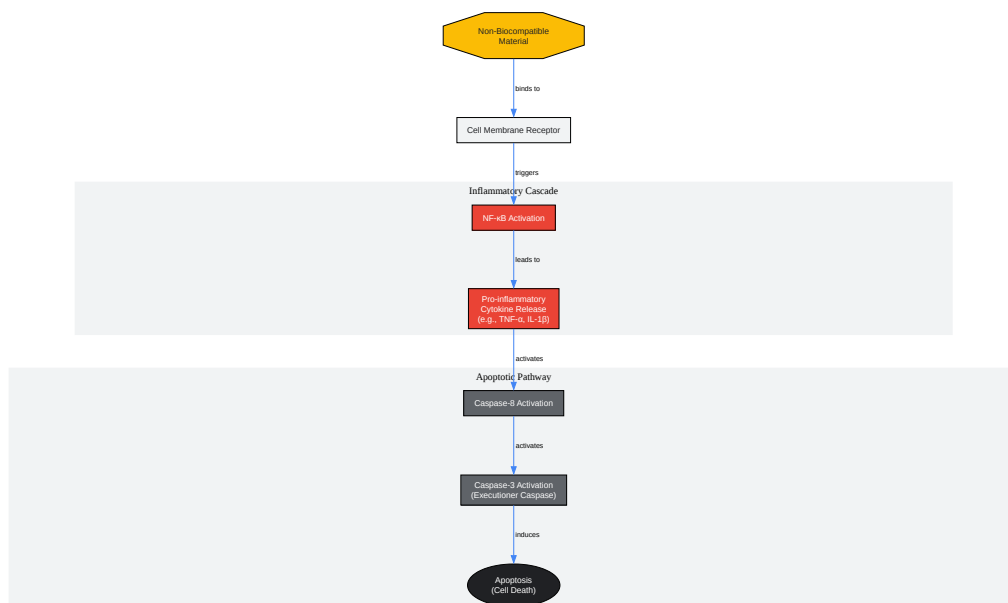 Non-Biocompatible
Material
binds to
Cell Membrane Receptor
triggers
Inflammatory Cascade
NF-κB Activation
leads to
Pro-inflammatory
Cytokine Release
(e.g., TNF-α, IL-1β)
activates
Apoptotic Pathway
Caspase-8 Activation
activates
Caspase-3 Activation
(Executioner Caspase)
induces
Apoptosis
(Cell Death)